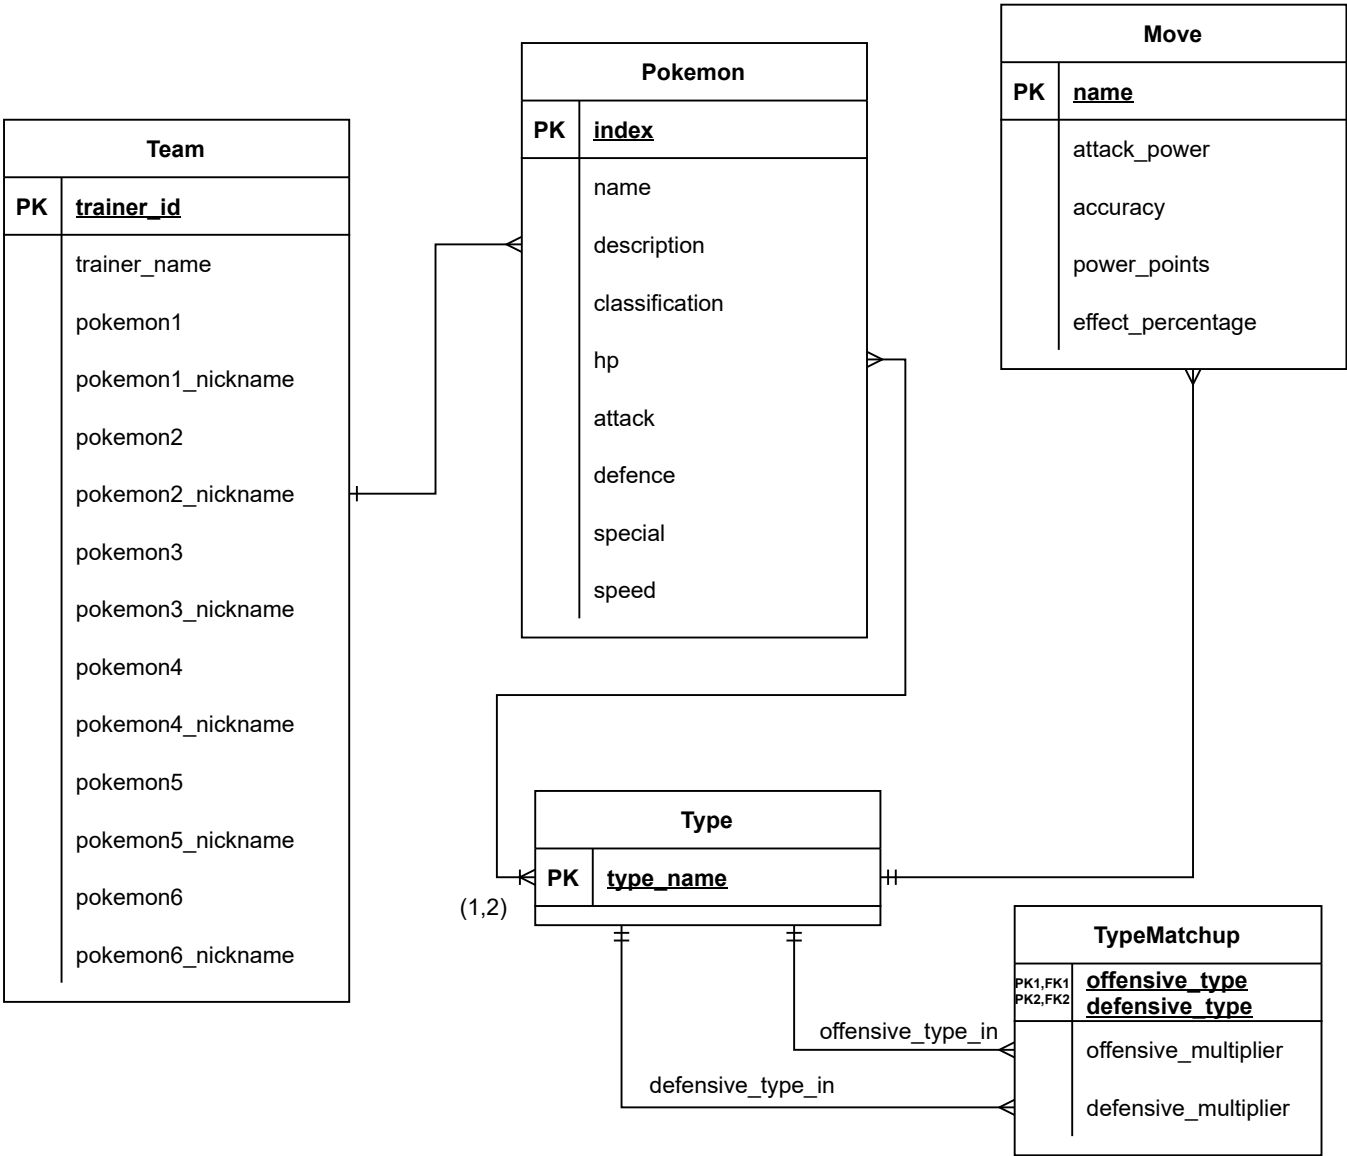 Team
PK trainer_id
trainer_name
pokemon1
pokemon1_nickname
pokemon2
pokemon2_nickname
pokemon3
pokemon3_nickname
pokemon4
pokemon4_nickname
pokemon5
pokemon5_nickname
pokemon6
pokemon6_nickname
Pokemon
PK index
name
description
classification
hp
attack
defence
special
speed
Move
PK name
attack_power
accuracy
power_points
effect_percentage
Type
PK type_name
(1,2)
offensive_type_in
defensive_type_in
TypeMatchup
PK1,FK1 offensive_type
PK2,FK2 defensive_type
offensive_multiplier
defensive_multiplier